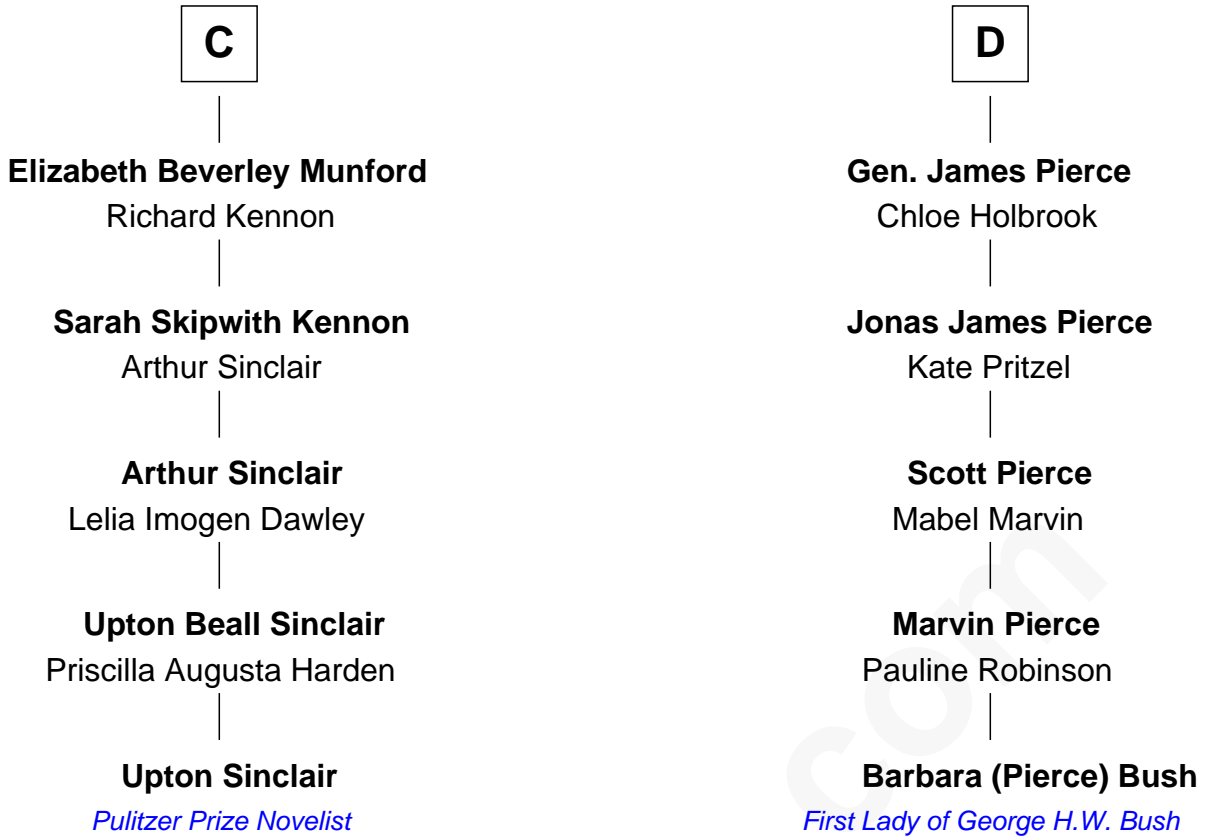 C
Elizabeth Beverley Munford
Richard Kennon
Sarah Skipwith Kennon
Arthur Sinclair
Arthur Sinclair
Lelia Imogen Dawley
Upton Beall Sinclair
Priscilla Augusta Harden
Upton Sinclair
Pulitzer Prize Novelist
D
Gen. James Pierce
Chloe Holbrook
Jonas James Pierce
Kate Pritzel
Scott Pierce
Mabel Marvin
Marvin Pierce
Pauline Robinson
Barbara (Pierce) Bush
First Lady of George H.W. Bush
com